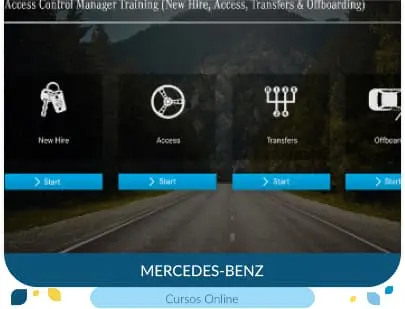 Access Control Manager Training (New Hire, Access, Transfers & Offboarding)
New Hire
Access
Transfers
Offboar
Start
Start
Start
Start
MERCEDES-BENZ
Cursos Online